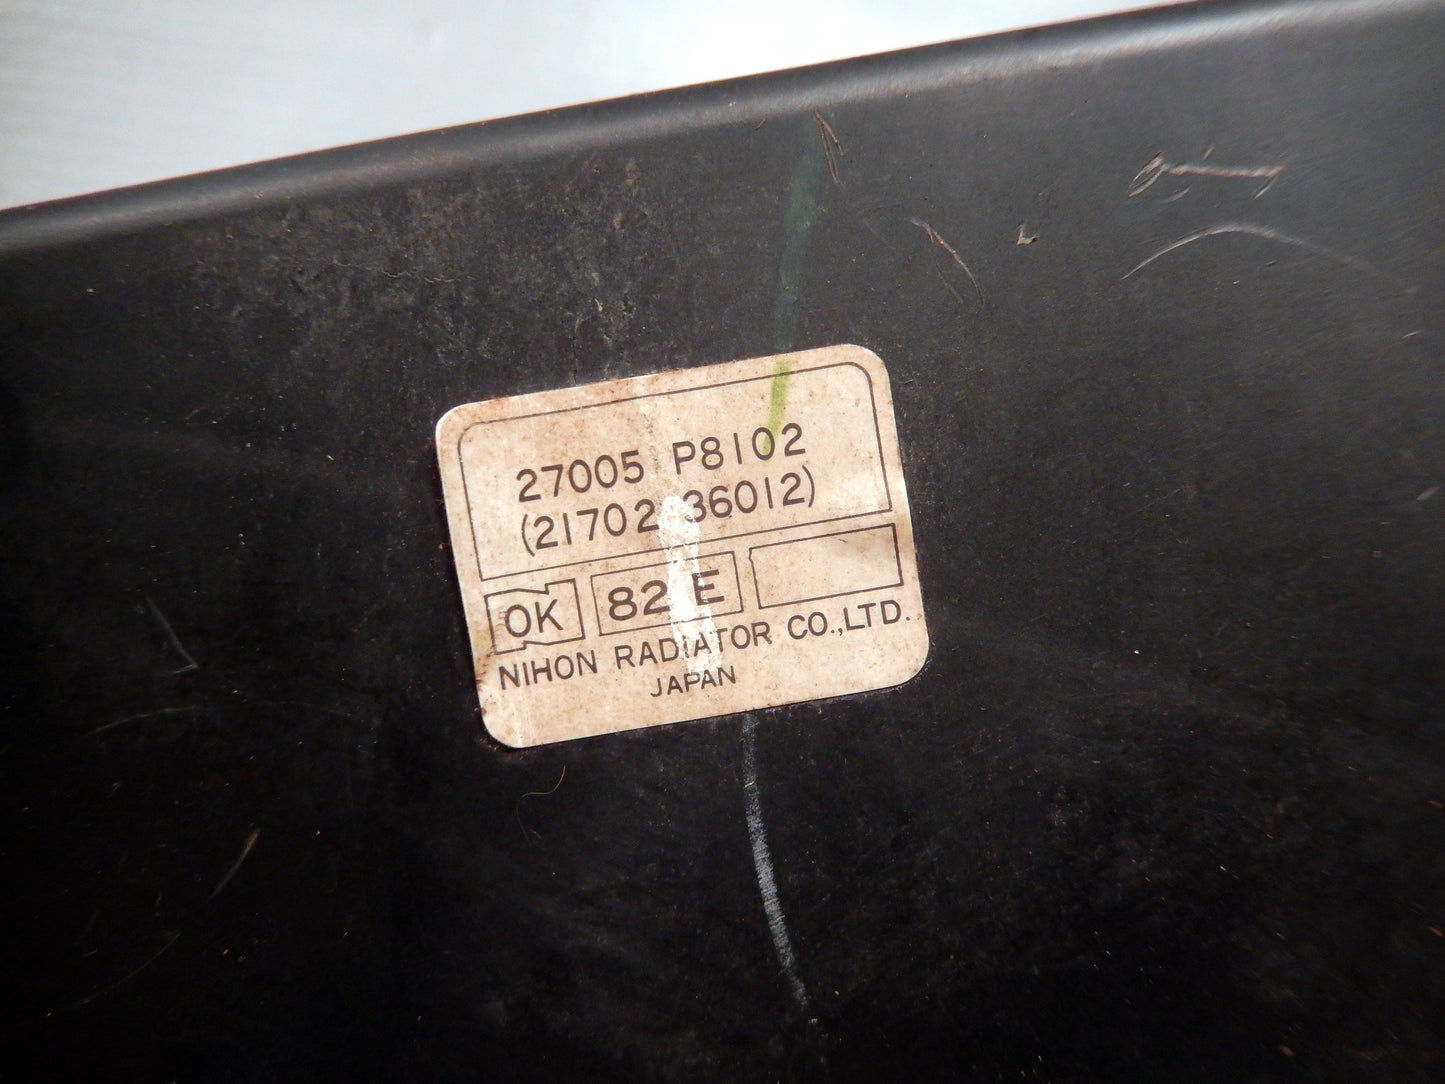 27005 P8102
(21702 36012)
OK 82 E
NIHON RADIATOR CO.,LTD.
JAPAN